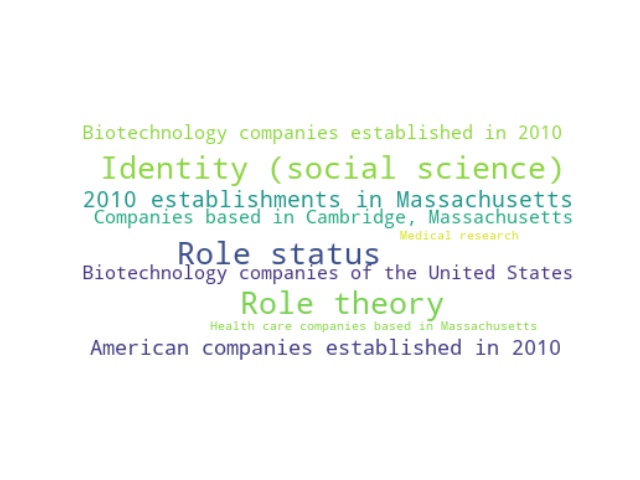 Biotechnology companies established in 2010
Identity (social science)
2010 establishments in Massachusetts
Companies based in Cambridge, Massachusetts
Medical research
Role status
Biotechnology companies of the United States
Role theory
Health care companies based in Massachusetts
American companies established in 2010